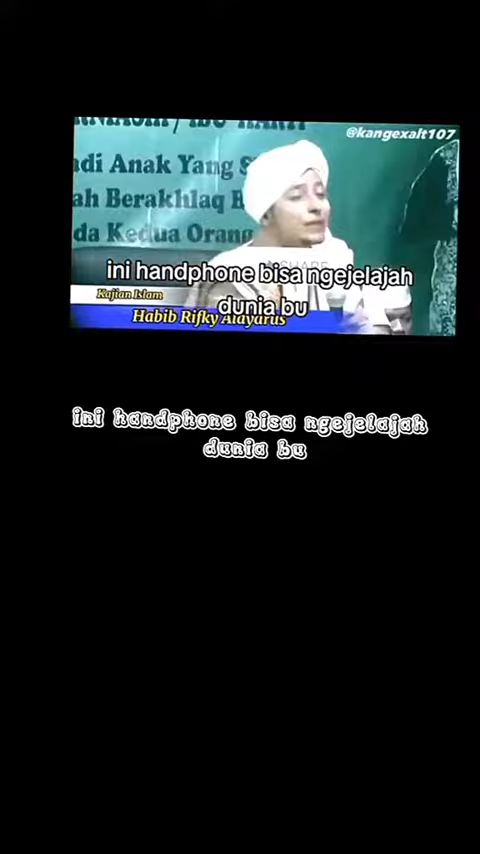 @kangexalt107
adi Anak Yang S
ah Berakhlaq
da Kedua Orang
SHARE
ini handphone bisa ngejelajah
dunia bu
Kajian Islam
Habib Rifky Alaydrus
ini handphone bisa ngejelajah
dunia bu